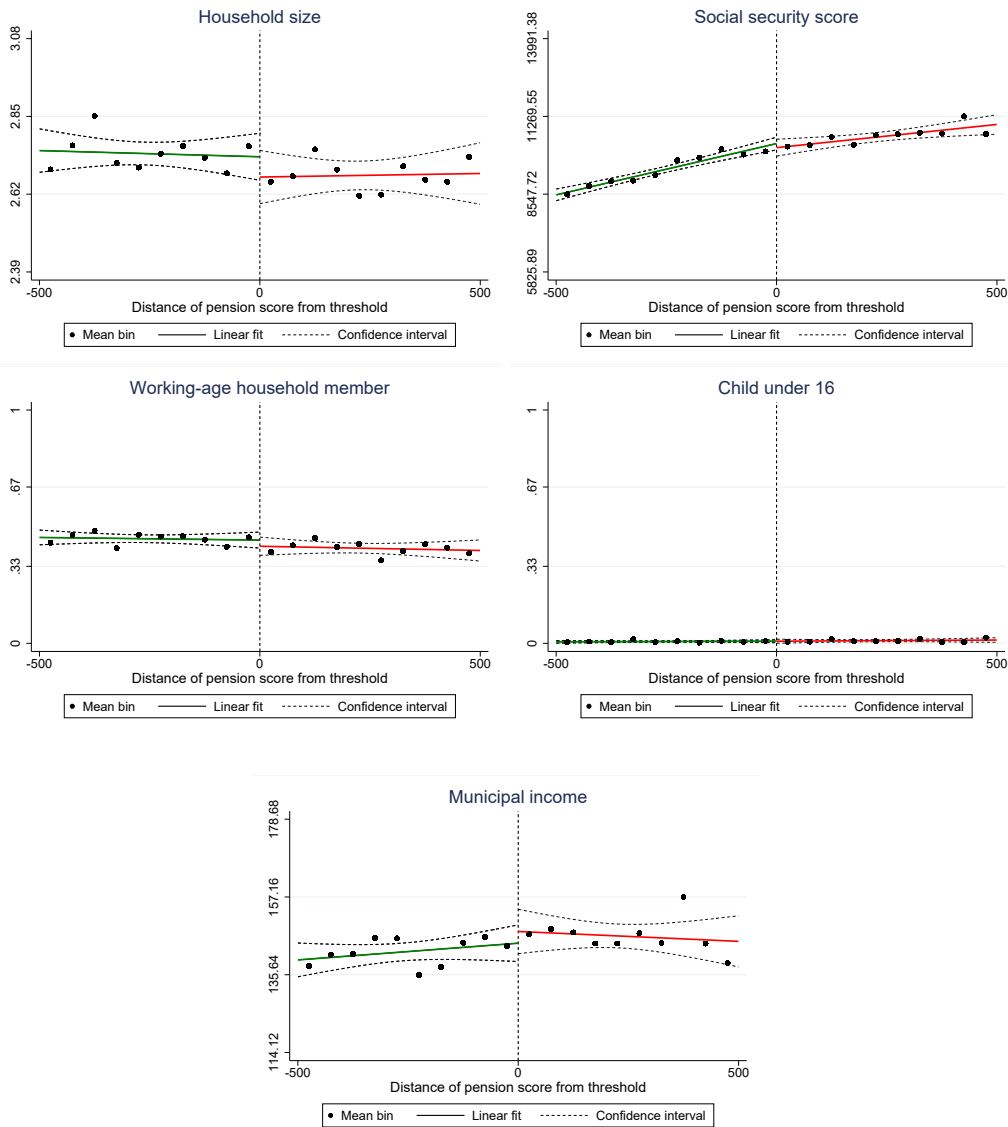 Household size
3.08
2.85
2.62
2.39
-500 0 500
Distance of pension score from threshold
Mean bin Linear fit Confidence interval
Social security score
13991.38
11269.55
8547.72
5825.89
-500 0 500
Distance of pension score from threshold
Mean bin Linear fit Confidence interval
Working-age household member
1
.67
.33
0
-500 0 500
Distance of pension score from threshold
Mean bin Linear fit Confidence interval
Child under 16
1
.67
.33
0
-500 0 500
Distance of pension score from threshold
Mean bin Linear fit Confidence interval
Municipal income
178.68
157.16
135.64
114.12
-500 0 500
Distance of pension score from threshold
Mean bin Linear fit Confidence interval